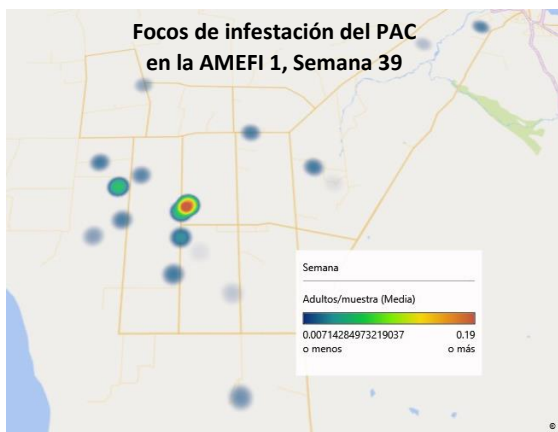 Focos de infestación del PAC
en la AMEFI 1, Semana 39
Semana
Adultos/muestra (Media)
0.00714284973219037 0.19
o menos o más
©